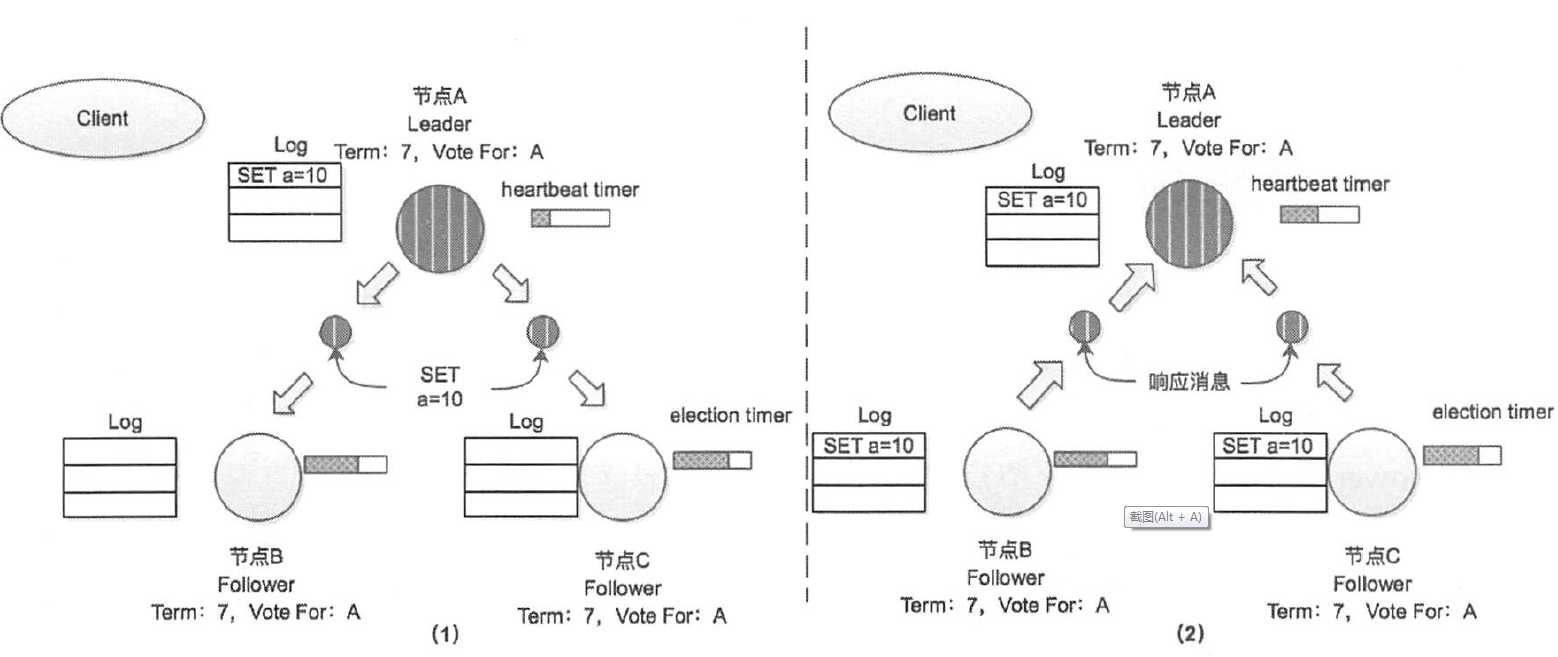 Client
节点A
Leader
Term: 7, Vote For: A
Log
SET a=10
heartbeat timer
SET
a=10
Log
Log
election timer
节点B
Follower
Term: 7, Vote For: A
节点C
Follower
Term: 7, Vote For: A
(1)
Client
节点A
Leader
Term: 7, Vote For: A
Log
SET a=10
heartbeat timer
响应消息
Log
SET a=10
Log
SET a=10
election timer
截图(Alt + A)
节点B
Follower
Term: 7, Vote For: A
节点C
Follower
Term: 7, Vote For: A
(2)